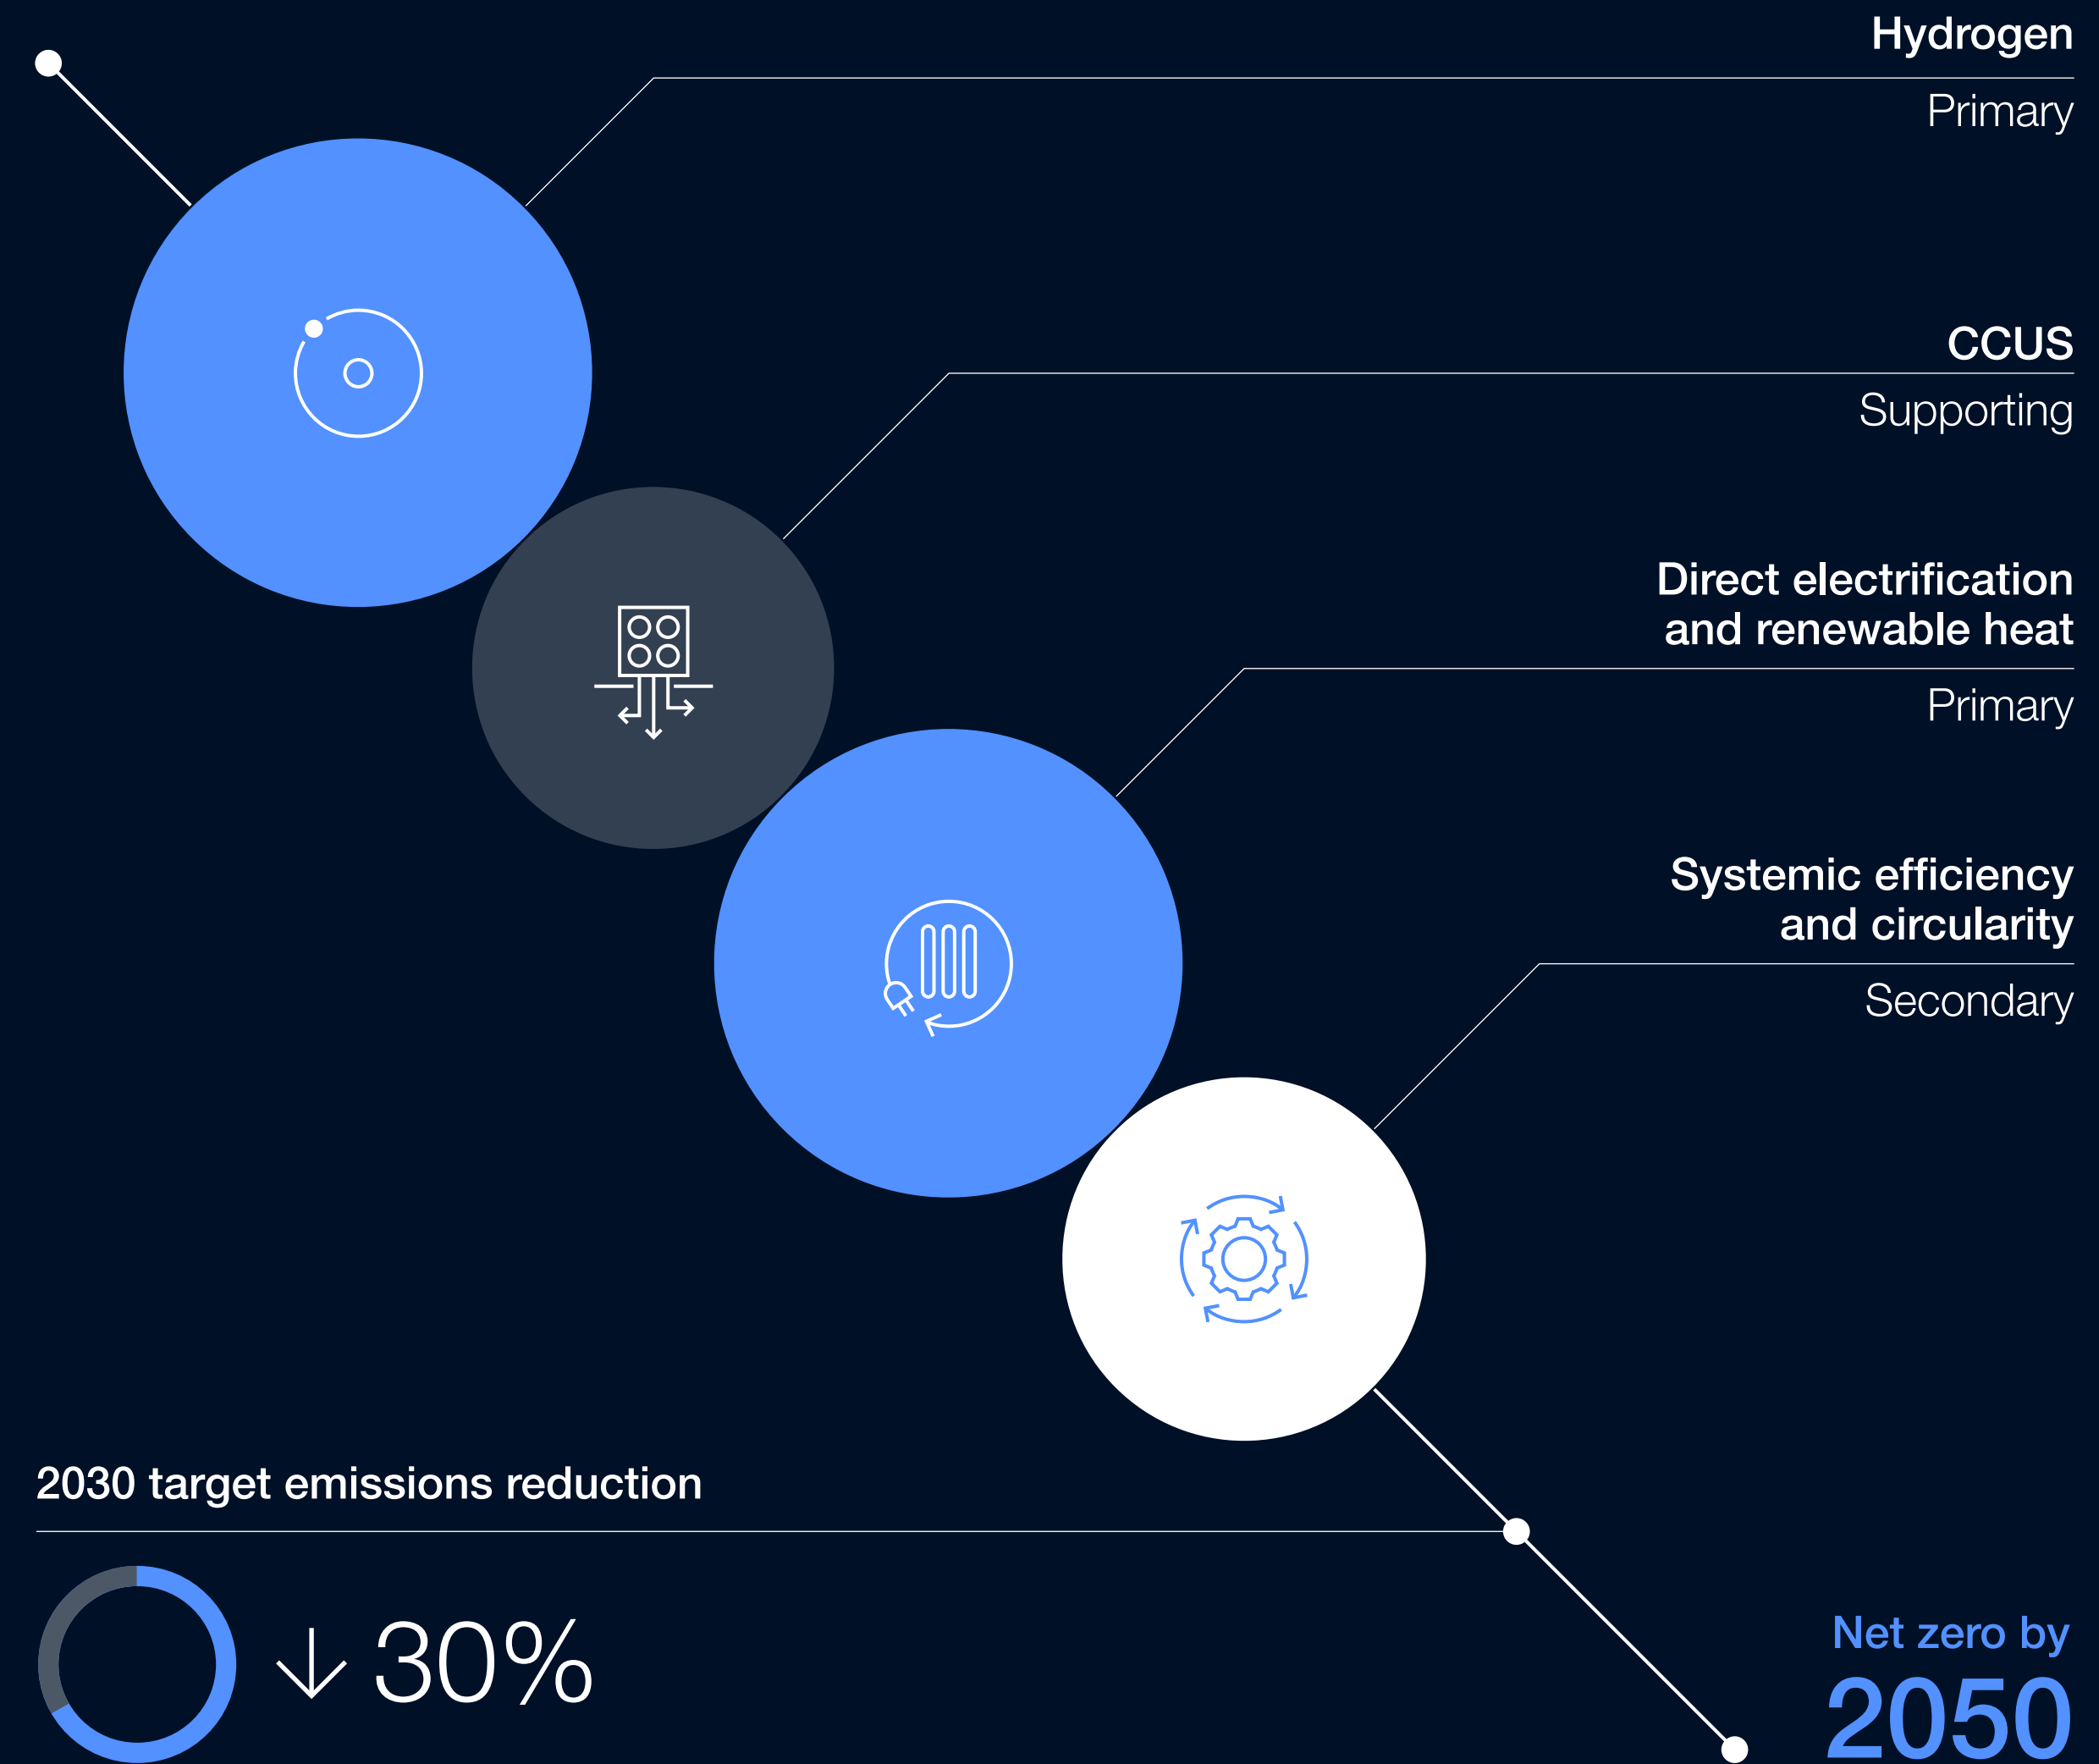 Hydrogen
Primary
CCUS
Supporting
Direct electrification
and renewable heat
Primary
Systemic efficiency
and circularity
Secondary
2030 target emissions reduction
30%
Net zero by
2050